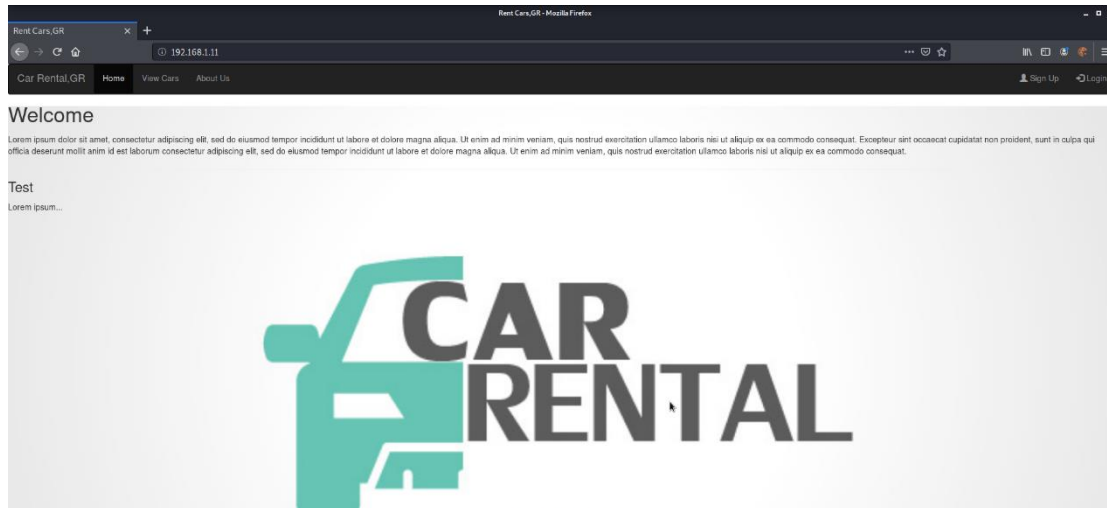 Rent Cars,GR - Mozilla Firefox
Rent Cars,GR
192.168.1.11
Car Rental,GR Home View Cars About Us Sign Up Login
Welcome
Lorem ipsum dolor sit amet, consectetur adipiscing elit, sed do eiusmod tempor incididunt ut labore et dolore magna aliqua. Ut enim ad minim veniam, quis nostrud exercitation ullamco laboris nisi ut aliquip ex ea commodo consequat. Excepteur sint occaecat cupidatat non proident, sunt in culpa qui
officia deserunt mollit anim id est laborum consectetur adipiscing elit, sed do eiusmod tempor incididunt ut labore et dolore magna aliqua. Ut enim ad minim veniam, quis nostrud exercitation ullamco laboris nisi ut aliquip ex ea commodo consequat.
Test
Lorem ipsum...
CAR
RENTAL